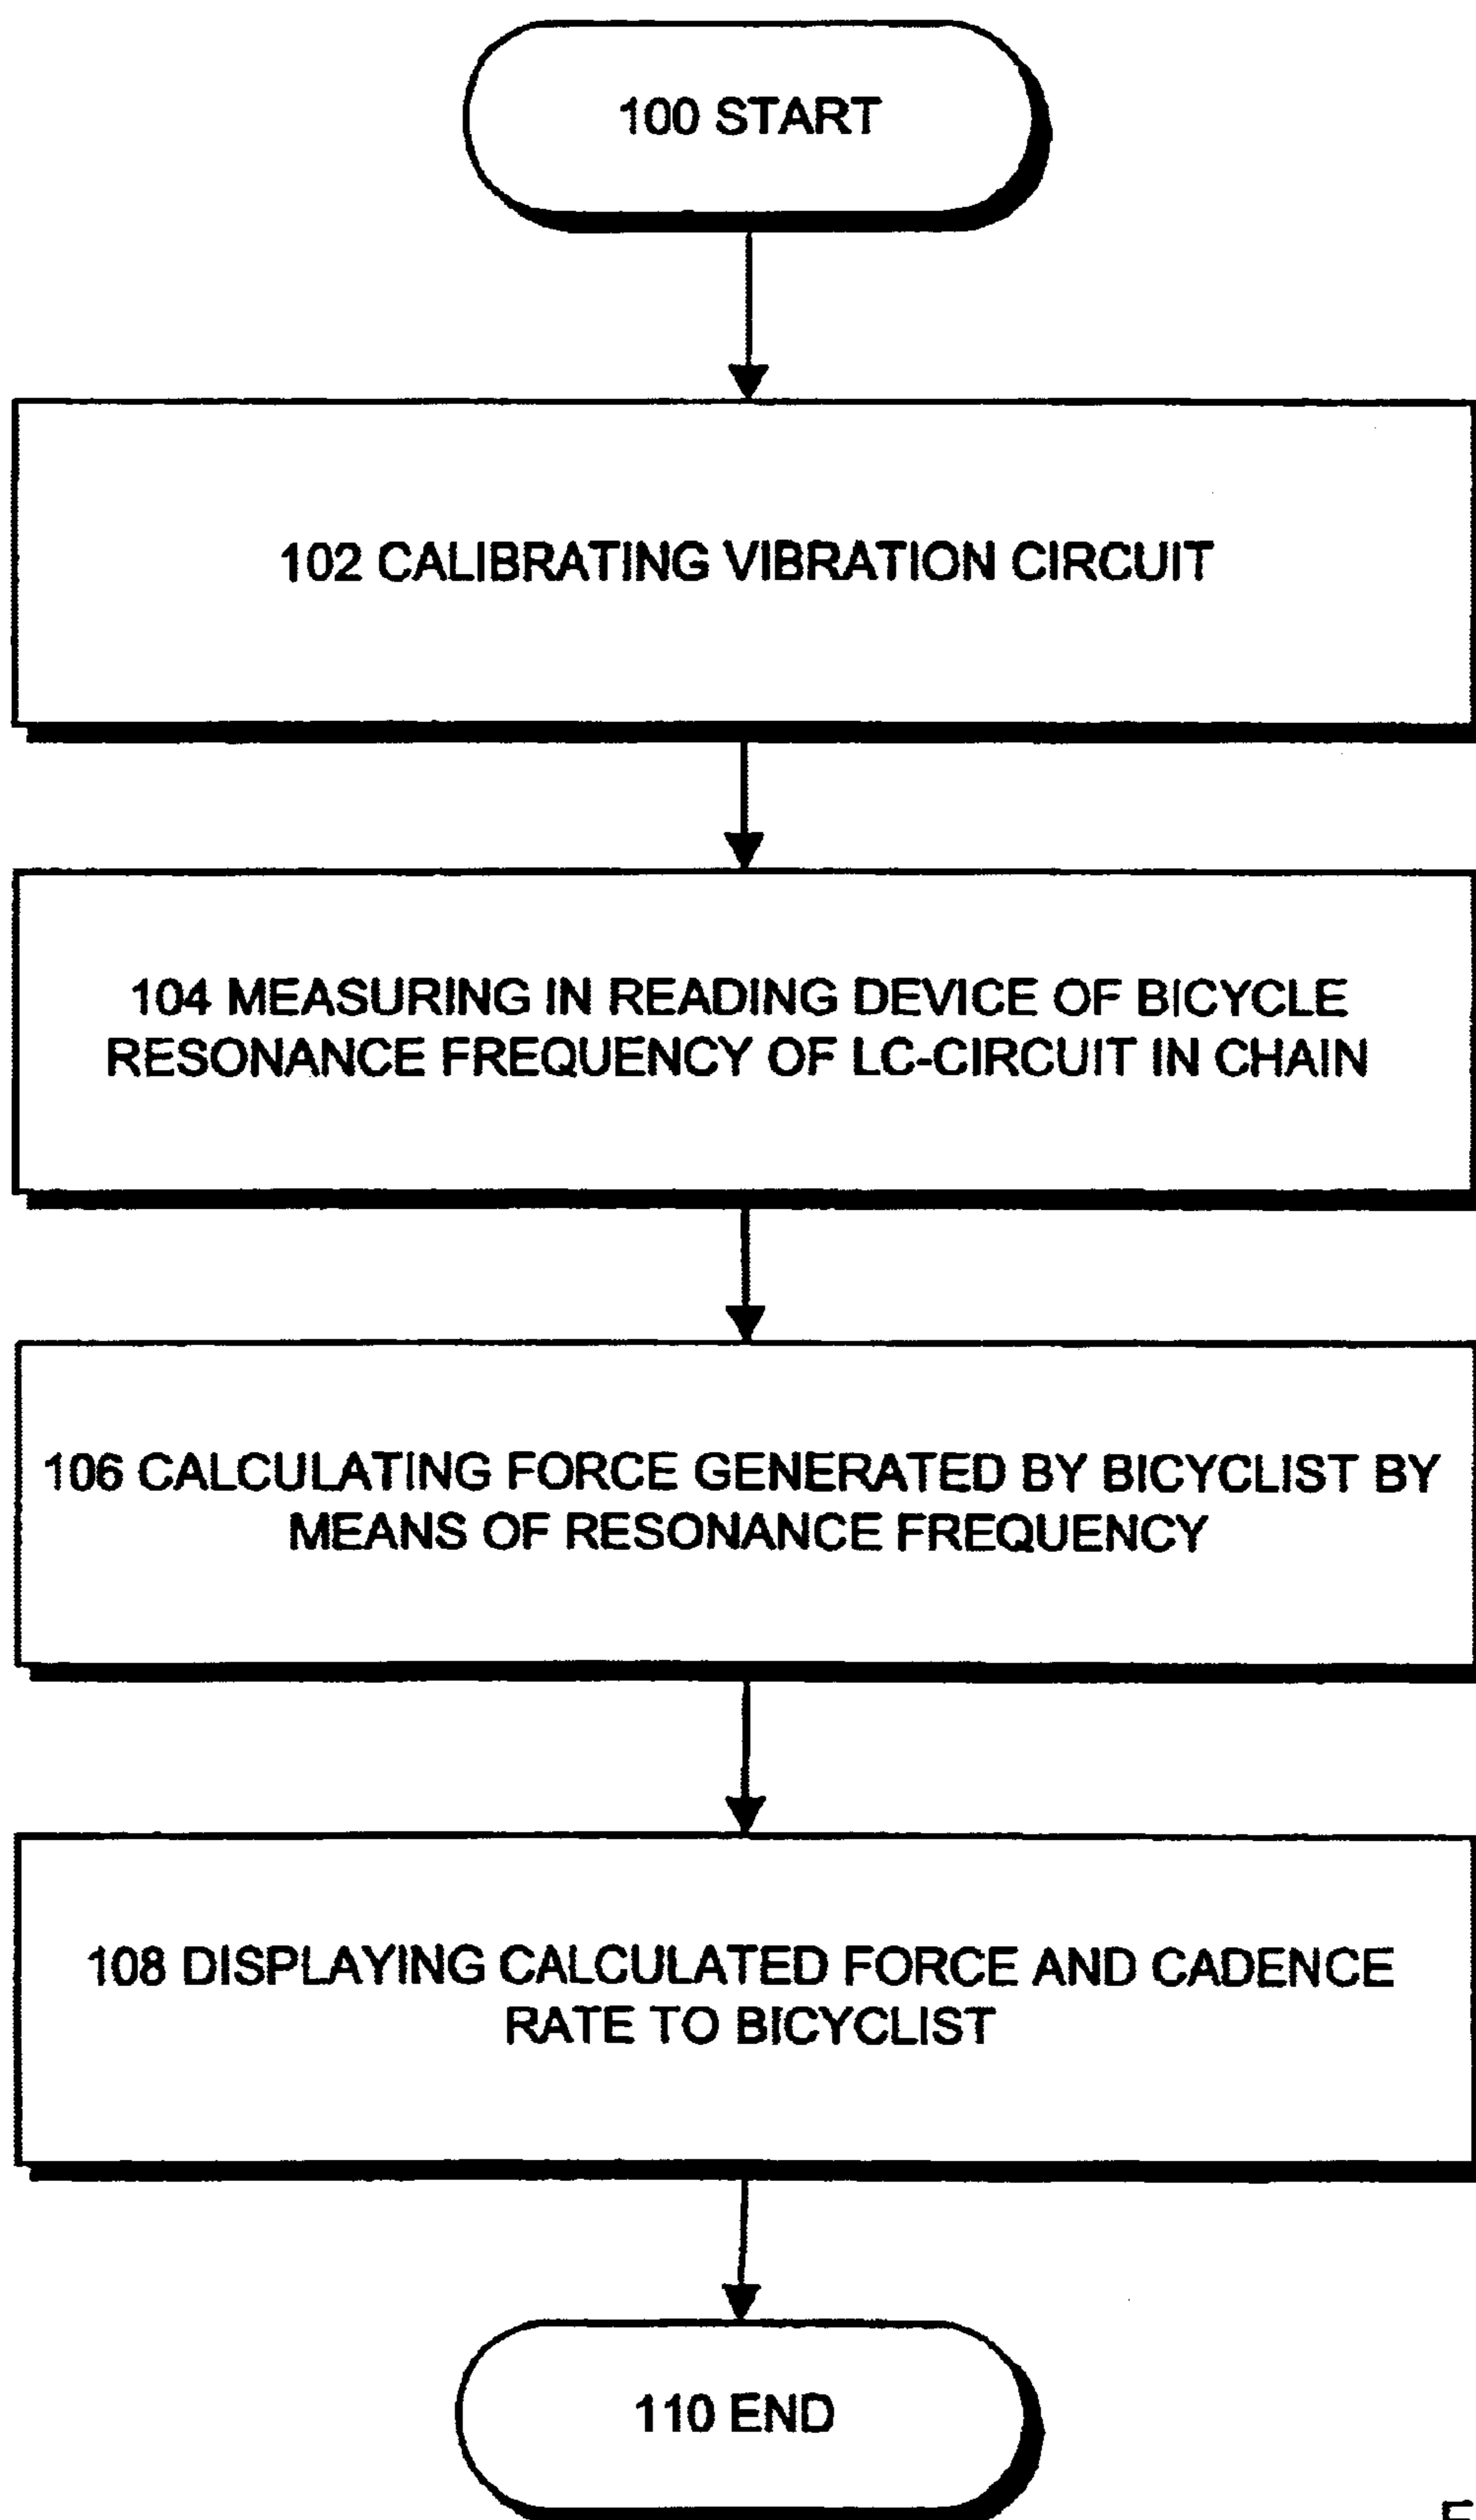 100 START
102 CALIBRATING VIBRATION CIRCUIT
104 MEASURING IN READING DEVICE OF BICYCLE
RESONANCE FREQUENCY OF LC-CIRCUIT IN CHAIN
106 CALCULATING FORCE GENERATED BY BICYCLIST BY
MEANS OF RESONANCE FREQUENCY
108 DISPLAYING CALCULATED FORCE AND CADENCE
RATE TO BICYCLIST
110 END